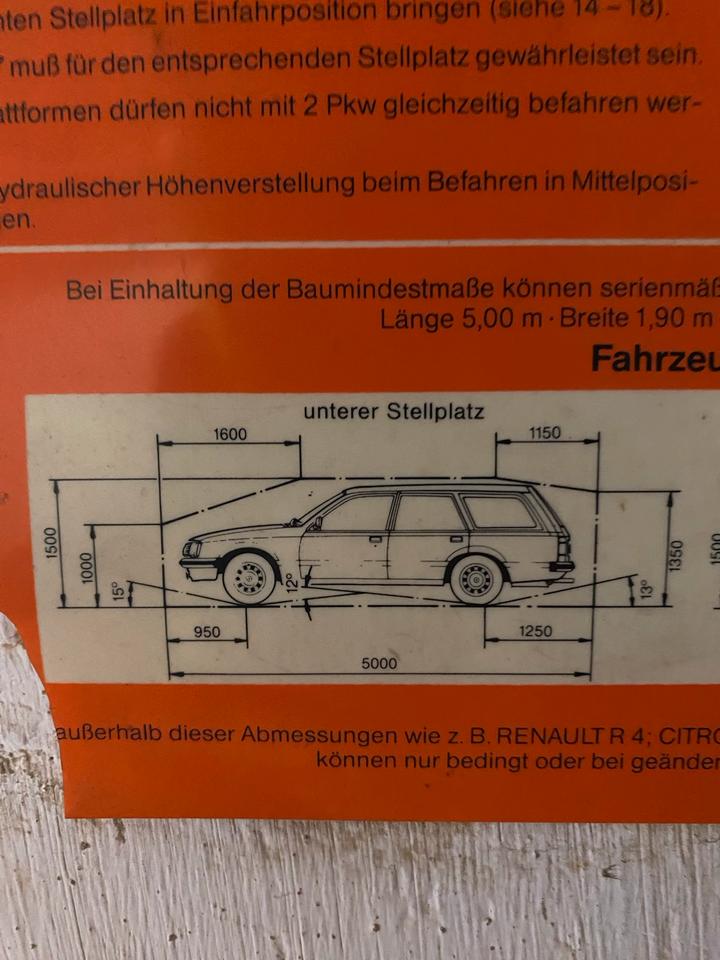 nten Stellplatz in Einfahrposition bringen (siehe 14 – 18).
muß für den entsprechenden Stellplatz gewährleistet sein.
attformen dürfen nicht mit 2 Pkw gleichzeitig befahren wer-
ydraulischer Höhenverstellung beim Befahren in Mittelposi-
en.
Bei Einhaltung der Baumindestmaße können serienmäß
Länge 5,00 m · Breite 1,90 m
Fahrzeu
unterer Stellplatz
1600
1150
1500
1000
15°
12°
13°
1350
1500
950
1250
5000
außerhalb dieser Abmessungen wie z. B. RENAULT R 4; CITRO
können nur bedingt oder bei geänder